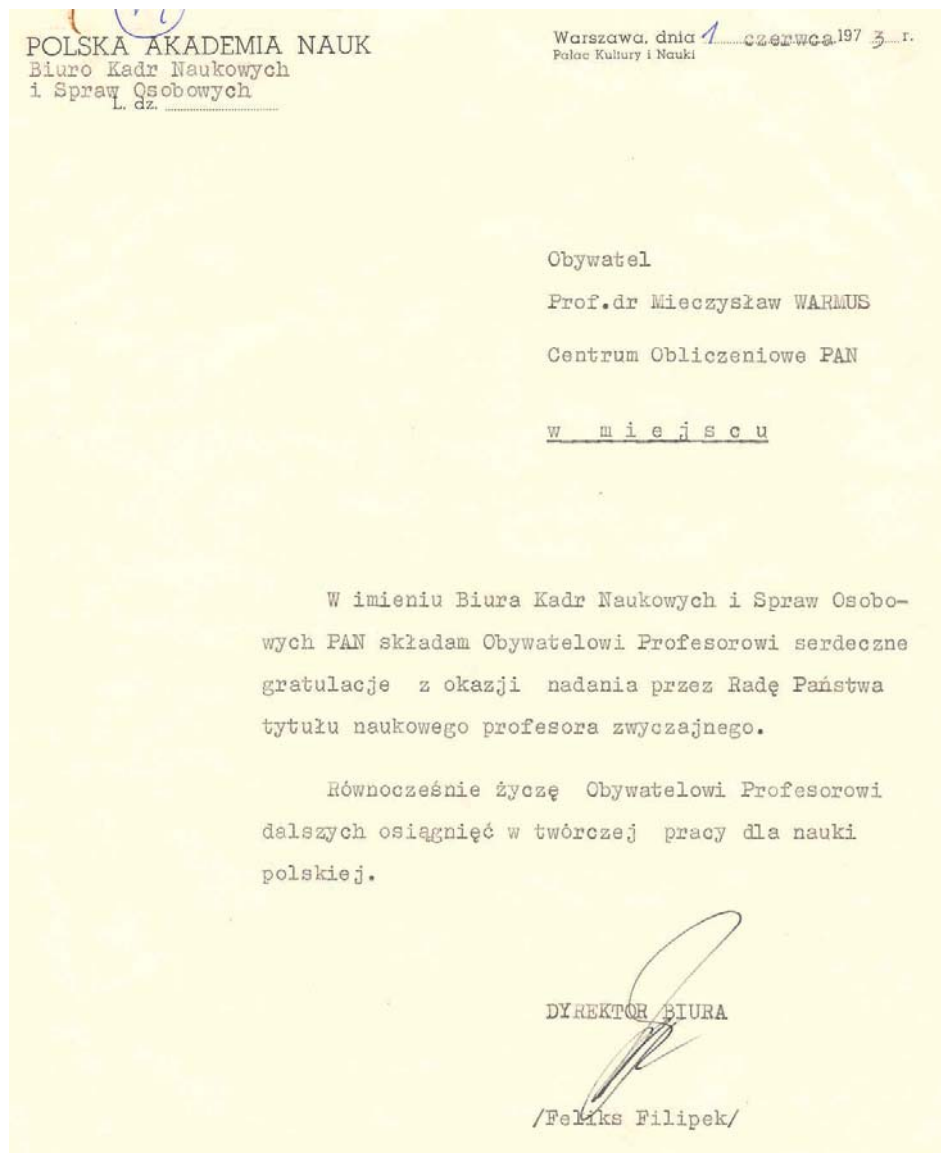 POLSKA AKADEMIA NAUK
Biuro Kadr Naukowych
i Spraw Osobowych
L. dz.
Warszawa, dnia 1 czerwca 1973 r.
Pałac Kultury i Nauki
Obywatel
Prof.dr Mieczysław WARMUS
Centrum Obliczeniowe PAN
w miejscu
W imieniu Biura Kadr Naukowych i Spraw Osobo-
wych PAN składam Obywatelowi Profesorowi serdeczne
gratulacje z okazji nadania przez Radę Państwa
tytułu naukowego profesora zwyczajnego.
Równocześnie życzę Obywatelowi Profesorowi
dalszych osiągnięć w twórczej pracy dla nauki
polskiej.
DYREKTOR BIURA
/Feliks Filipek/